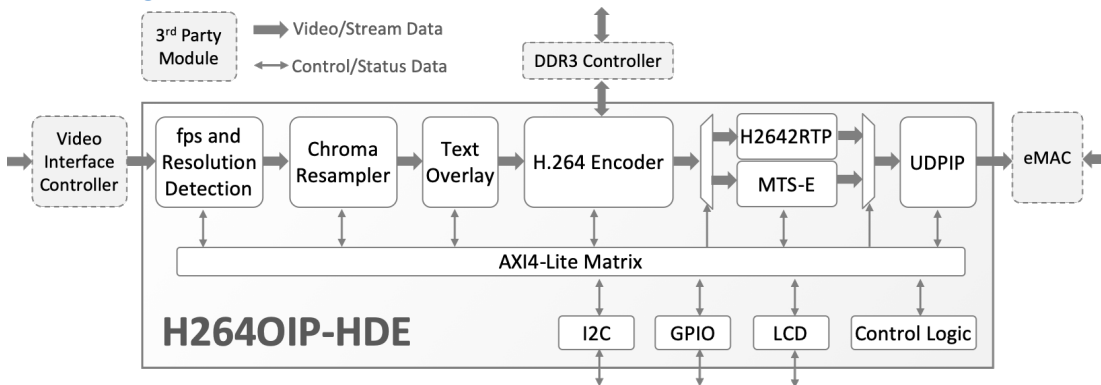 3rd Party
Module
Video/Stream Data
Control/Status Data
DDR3 Controller
Video
Interface
Controller
fps and
Resolution
Detection
Chroma
Resampler
Text
Overlay
H.264 Encoder
H2642RTP
MTS-E
UDPIP
eMAC
AXI4-Lite Matrix
H264OIP-HDE
I2C
GPIO
LCD
Control Logic